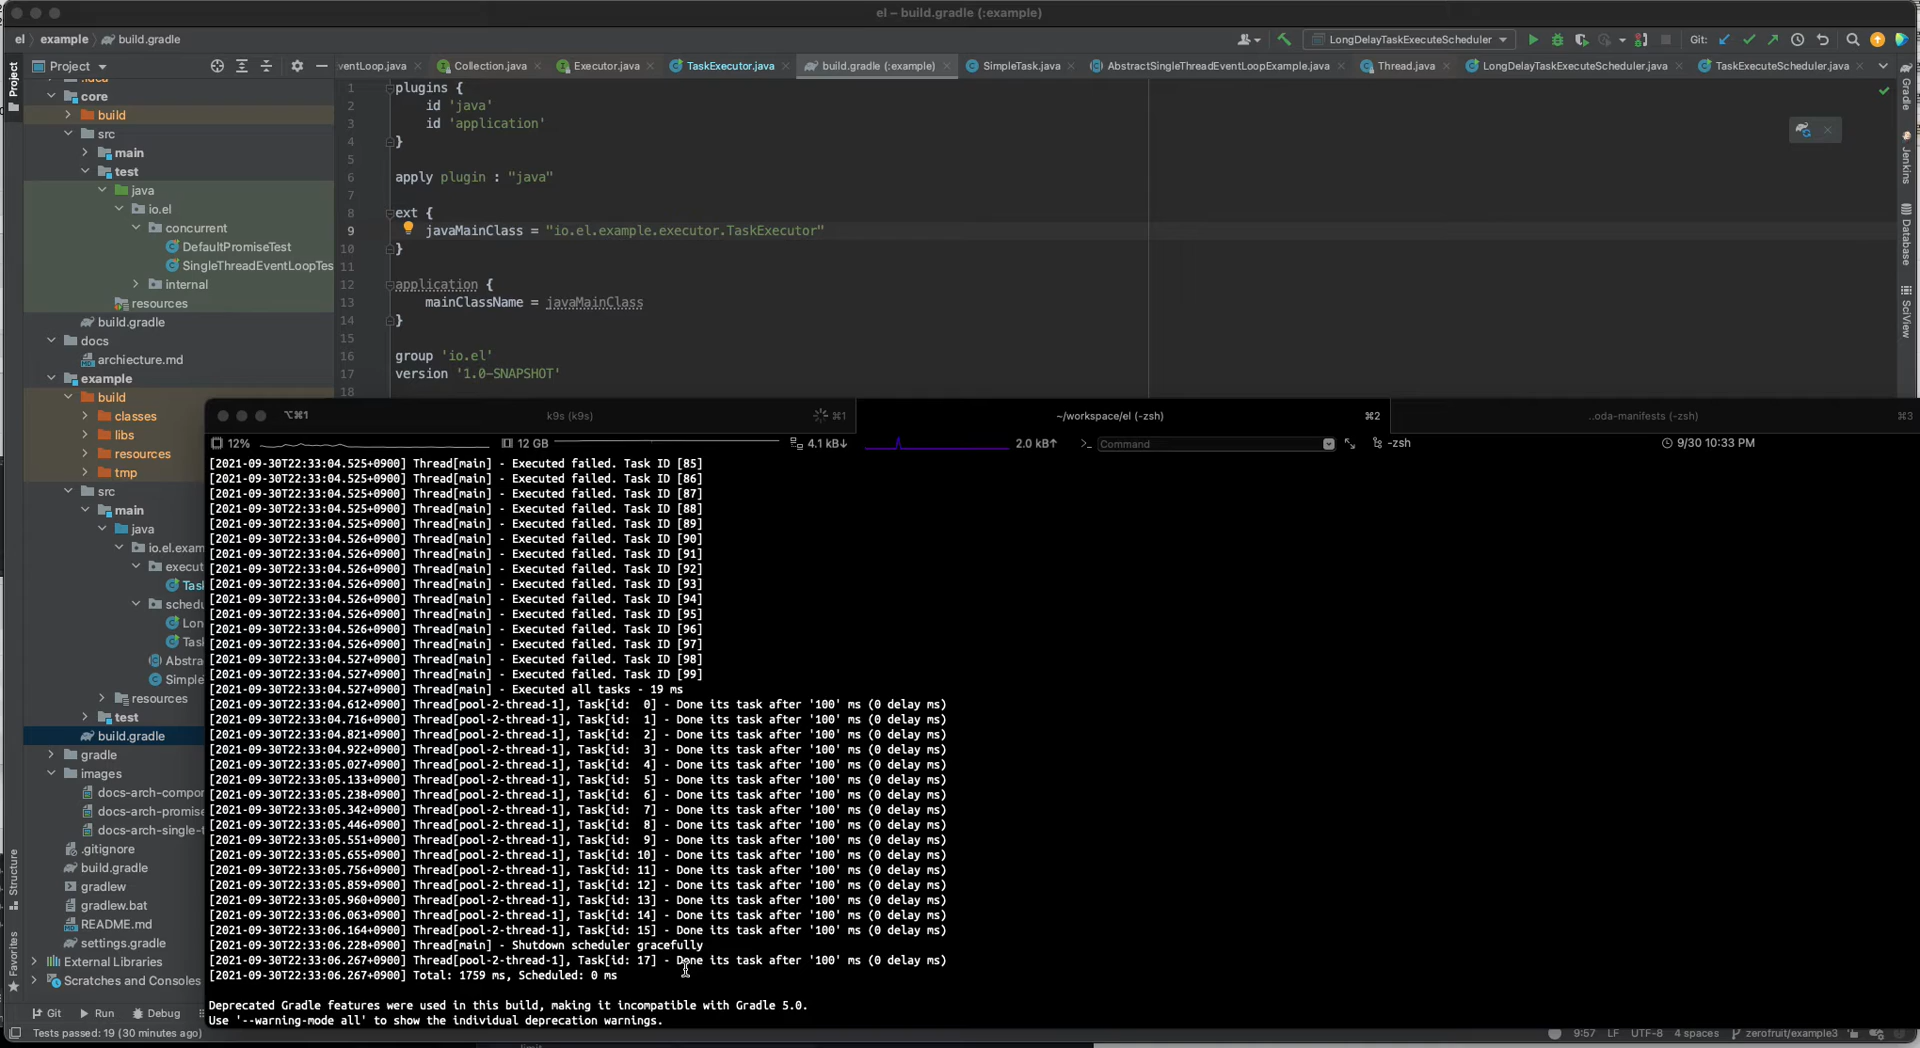 el – build.gradle (:example)
el example build.gradle
LongDelayTaskExecuteScheduler
Git:
Project
ventLoop.java
Collection.java
Executor.java
TaskExecutor.java
build.gradle (:example)
SimpleTask.java
AbstractSingleThreadEventLoopExample.java
Thread.java
LongDelayTaskExecuteScheduler.java
TaskExecuteScheduler.java
Project
Gradle
Jenkins
Database
SciView
Structure
Favorites
core
build
src
main
test
java
io.el
concurrent
DefaultPromiseTest
SingleThreadEventLoopTes
internal
resources
build.gradle
docs
archiecture.md
example
build
classes
libs
resources
tmp
src
main
java
io.el.exam
execut
Tas
schedu
Lon
Tas
Abstra
Simple
resources
test
build.gradle
gradle
images
docs-arch-compor
docs-arch-promise
docs-arch-single-t
.gitignore
build.gradle
gradlew
gradlew.bat
README.md
settings.gradle
External Libraries
Scratches and Consoles
1 plugins {
2 id 'java'
3 id 'application'
4 }
5
6 apply plugin : "java"
7
8 ext {
9 javaMainClass = "io.el.example.executor.TaskExecutor"
10 }
11
12 application {
13 mainClassName = javaMainClass
14 }
15
16 group 'io.el'
17 version '1.0-SNAPSHOT'
18
⌥⌘1 k9s (k9s) ⌘1 ~/workspace/el (-zsh) ⌘2 ..oda-manifests (-zsh) ⌘3
12% 12 GB 4.1 kB↓ 2.0 kB↑ Command -zsh 9/30 10:33 PM
[2021-09-30T22:33:04.525+0900] Thread[main] - Executed failed. Task ID [85]
[2021-09-30T22:33:04.525+0900] Thread[main] - Executed failed. Task ID [86]
[2021-09-30T22:33:04.525+0900] Thread[main] - Executed failed. Task ID [87]
[2021-09-30T22:33:04.525+0900] Thread[main] - Executed failed. Task ID [88]
[2021-09-30T22:33:04.525+0900] Thread[main] - Executed failed. Task ID [89]
[2021-09-30T22:33:04.526+0900] Thread[main] - Executed failed. Task ID [90]
[2021-09-30T22:33:04.526+0900] Thread[main] - Executed failed. Task ID [91]
[2021-09-30T22:33:04.526+0900] Thread[main] - Executed failed. Task ID [92]
[2021-09-30T22:33:04.526+0900] Thread[main] - Executed failed. Task ID [93]
[2021-09-30T22:33:04.526+0900] Thread[main] - Executed failed. Task ID [94]
[2021-09-30T22:33:04.526+0900] Thread[main] - Executed failed. Task ID [95]
[2021-09-30T22:33:04.526+0900] Thread[main] - Executed failed. Task ID [96]
[2021-09-30T22:33:04.526+0900] Thread[main] - Executed failed. Task ID [97]
[2021-09-30T22:33:04.527+0900] Thread[main] - Executed failed. Task ID [98]
[2021-09-30T22:33:04.527+0900] Thread[main] - Executed failed. Task ID [99]
[2021-09-30T22:33:04.527+0900] Thread[main] - Executed all tasks - 19 ms
[2021-09-30T22:33:04.612+0900] Thread[pool-2-thread-1], Task[id:  0] - Done its task after '100' ms (0 delay ms)
[2021-09-30T22:33:04.716+0900] Thread[pool-2-thread-1], Task[id:  1] - Done its task after '100' ms (0 delay ms)
[2021-09-30T22:33:04.821+0900] Thread[pool-2-thread-1], Task[id:  2] - Done its task after '100' ms (0 delay ms)
[2021-09-30T22:33:04.922+0900] Thread[pool-2-thread-1], Task[id:  3] - Done its task after '100' ms (0 delay ms)
[2021-09-30T22:33:05.027+0900] Thread[pool-2-thread-1], Task[id:  4] - Done its task after '100' ms (0 delay ms)
[2021-09-30T22:33:05.133+0900] Thread[pool-2-thread-1], Task[id:  5] - Done its task after '100' ms (0 delay ms)
[2021-09-30T22:33:05.238+0900] Thread[pool-2-thread-1], Task[id:  6] - Done its task after '100' ms (0 delay ms)
[2021-09-30T22:33:05.342+0900] Thread[pool-2-thread-1], Task[id:  7] - Done its task after '100' ms (0 delay ms)
[2021-09-30T22:33:05.446+0900] Thread[pool-2-thread-1], Task[id:  8] - Done its task after '100' ms (0 delay ms)
[2021-09-30T22:33:05.551+0900] Thread[pool-2-thread-1], Task[id:  9] - Done its task after '100' ms (0 delay ms)
[2021-09-30T22:33:05.655+0900] Thread[pool-2-thread-1], Task[id: 10] - Done its task after '100' ms (0 delay ms)
[2021-09-30T22:33:05.756+0900] Thread[pool-2-thread-1], Task[id: 11] - Done its task after '100' ms (0 delay ms)
[2021-09-30T22:33:05.859+0900] Thread[pool-2-thread-1], Task[id: 12] - Done its task after '100' ms (0 delay ms)
[2021-09-30T22:33:05.960+0900] Thread[pool-2-thread-1], Task[id: 13] - Done its task after '100' ms (0 delay ms)
[2021-09-30T22:33:06.063+0900] Thread[pool-2-thread-1], Task[id: 14] - Done its task after '100' ms (0 delay ms)
[2021-09-30T22:33:06.164+0900] Thread[pool-2-thread-1], Task[id: 15] - Done its task after '100' ms (0 delay ms)
[2021-09-30T22:33:06.228+0900] Thread[main] - Shutdown scheduler gracefully
[2021-09-30T22:33:06.267+0900] Thread[pool-2-thread-1], Task[id: 17] - Done its task after '100' ms (0 delay ms)
[2021-09-30T22:33:06.267+0900] Total: 1759 ms, Scheduled: 0 ms
Deprecated Gradle features were used in this build, making it incompatible with Gradle 5.0.
Use '--warning-mode all' to show the individual deprecation warnings.
Git Run Debug
Tests passed: 19 (30 minutes ago)
9:57 LF UTF-8 4 spaces zerofruit/example3